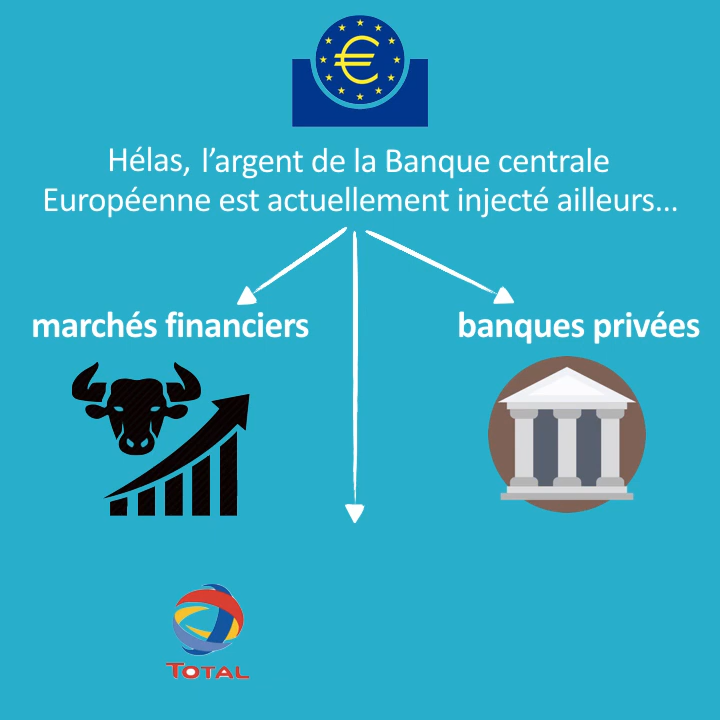 Hélas, l’argent de la Banque centrale
Européenne est actuellement injecté ailleurs...
marchés financiers
banques privées
TOTAL